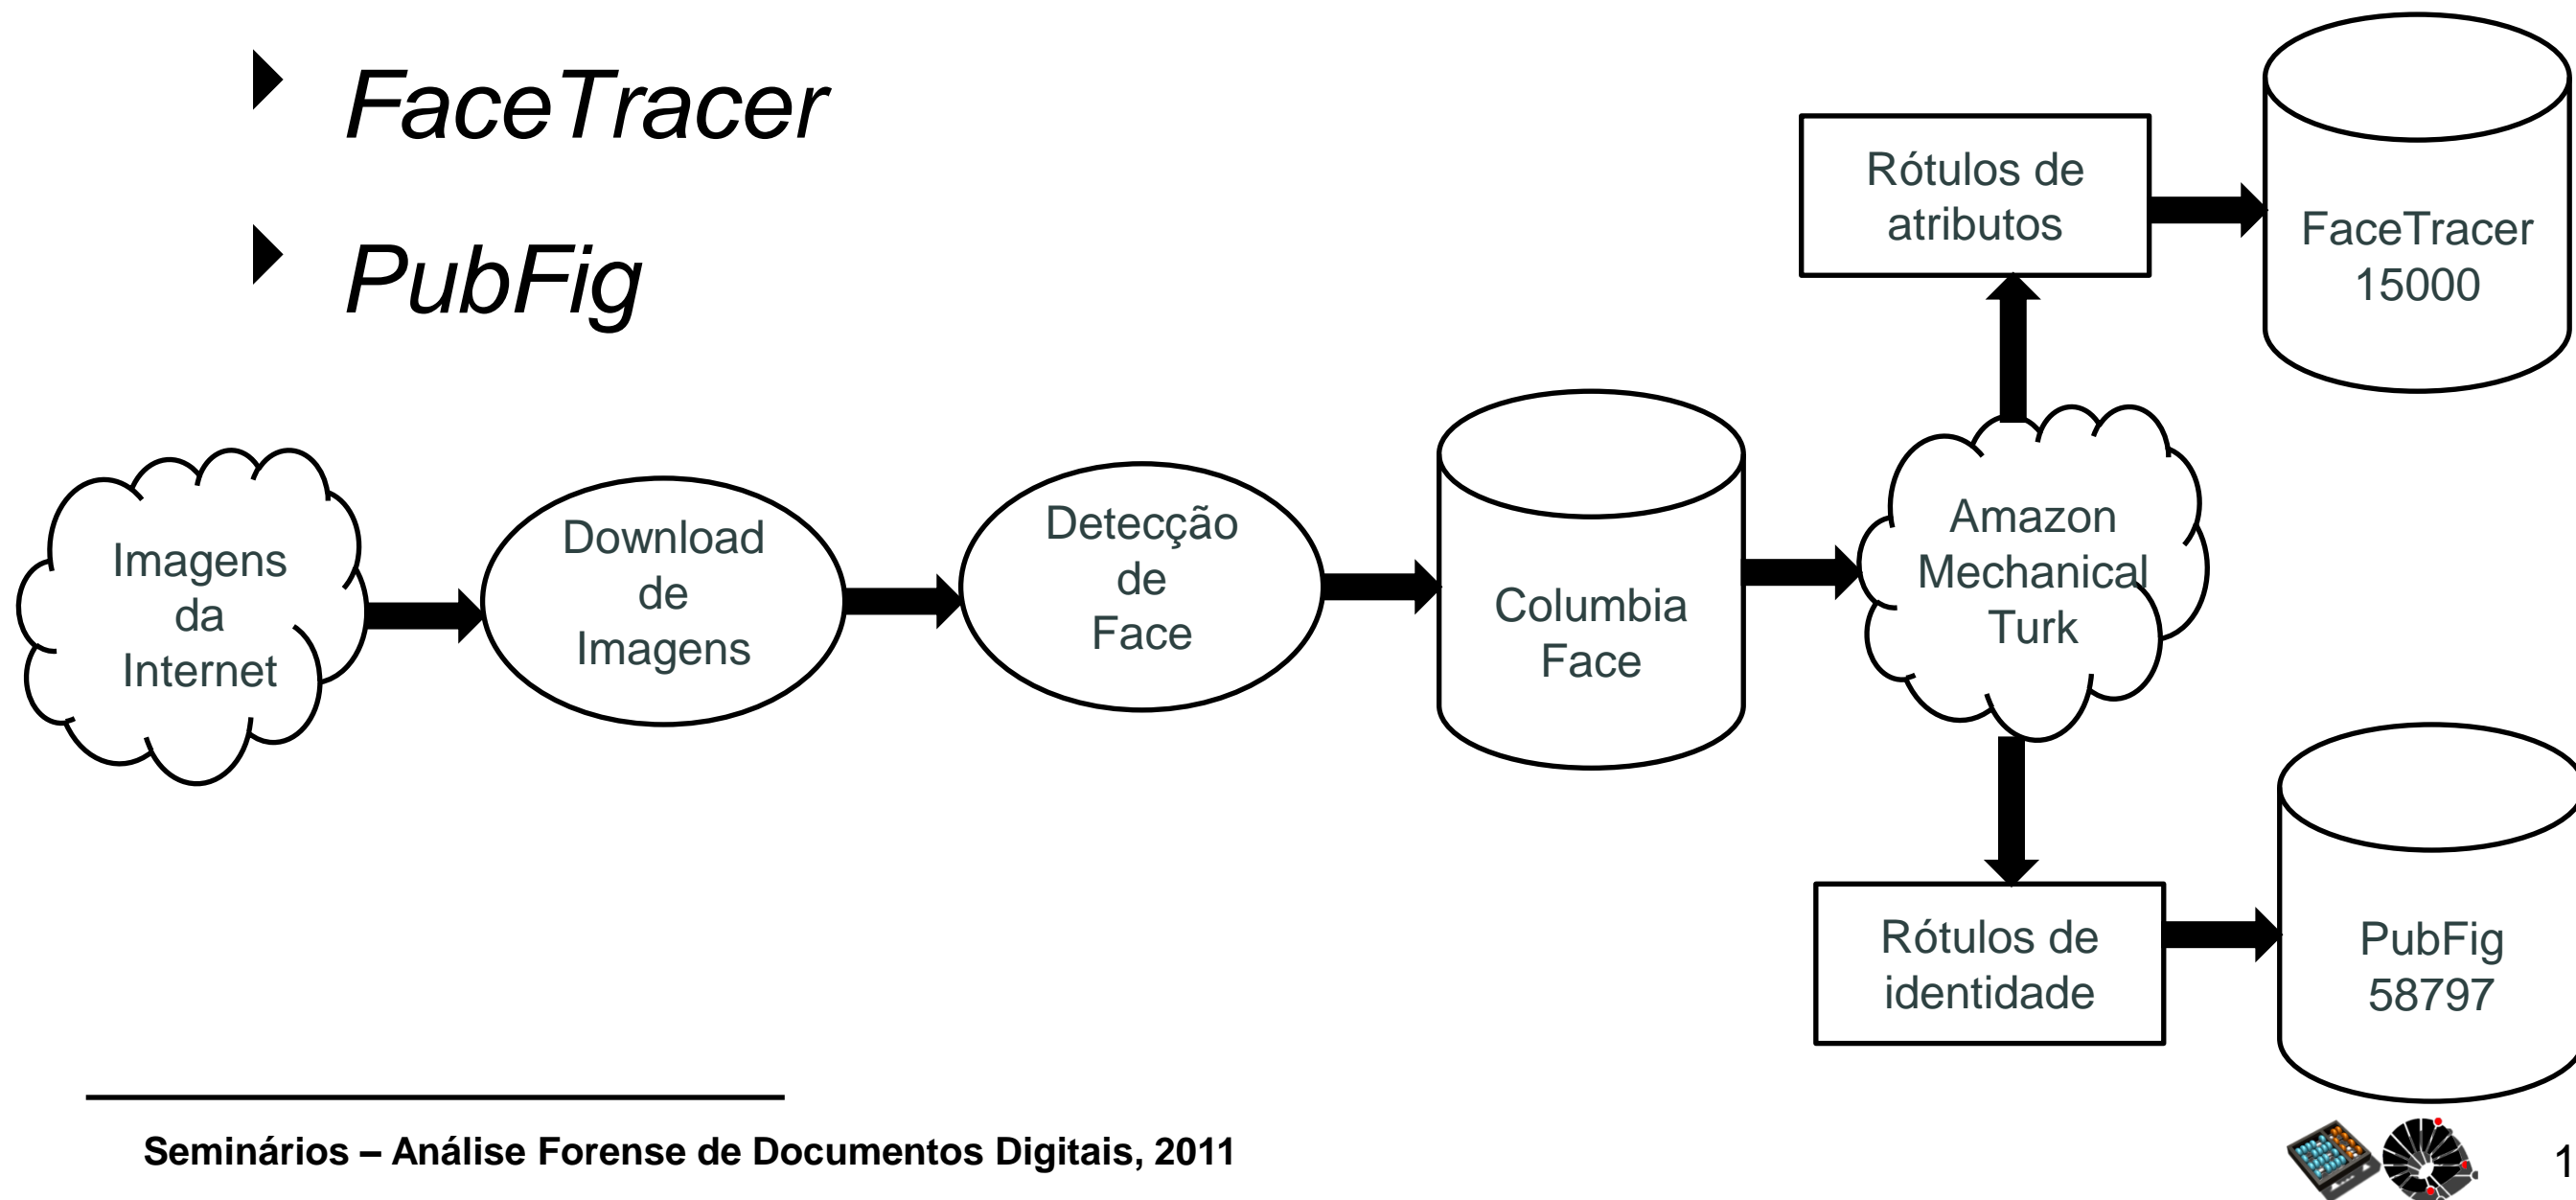 FaceTracer
PubFig
Imagens
da
Internet
Download
de
Imagens
Detecção
de
Face
Columbia
Face
Amazon
Mechanical
Turk
Rótulos de
atributos
FaceTracer
15000
Rótulos de
identidade
PubFig
58797
Seminários – Análise Forense de Documentos Digitais, 2011
1